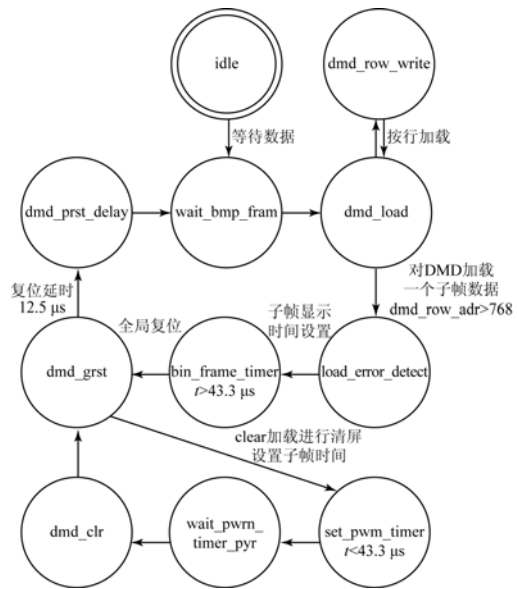 idle
dmd_row_write
等待数据
按行加载
dmd_prst_delay
wait_bmp_fram
dmd_load
复位延时
12.5 μs
对DMD加载
一个子帧数据
dmd_row_adr>768
子帧显示
时间设置
全局复位
dmd_grst
bin_frame_timer
t>43.3 μs
load_error_detect
clear加载进行清屏
设置子帧时间
dmd_clr
wait_pwrn_
timer_pyr
set_pwm_timer
t<43.3 μs